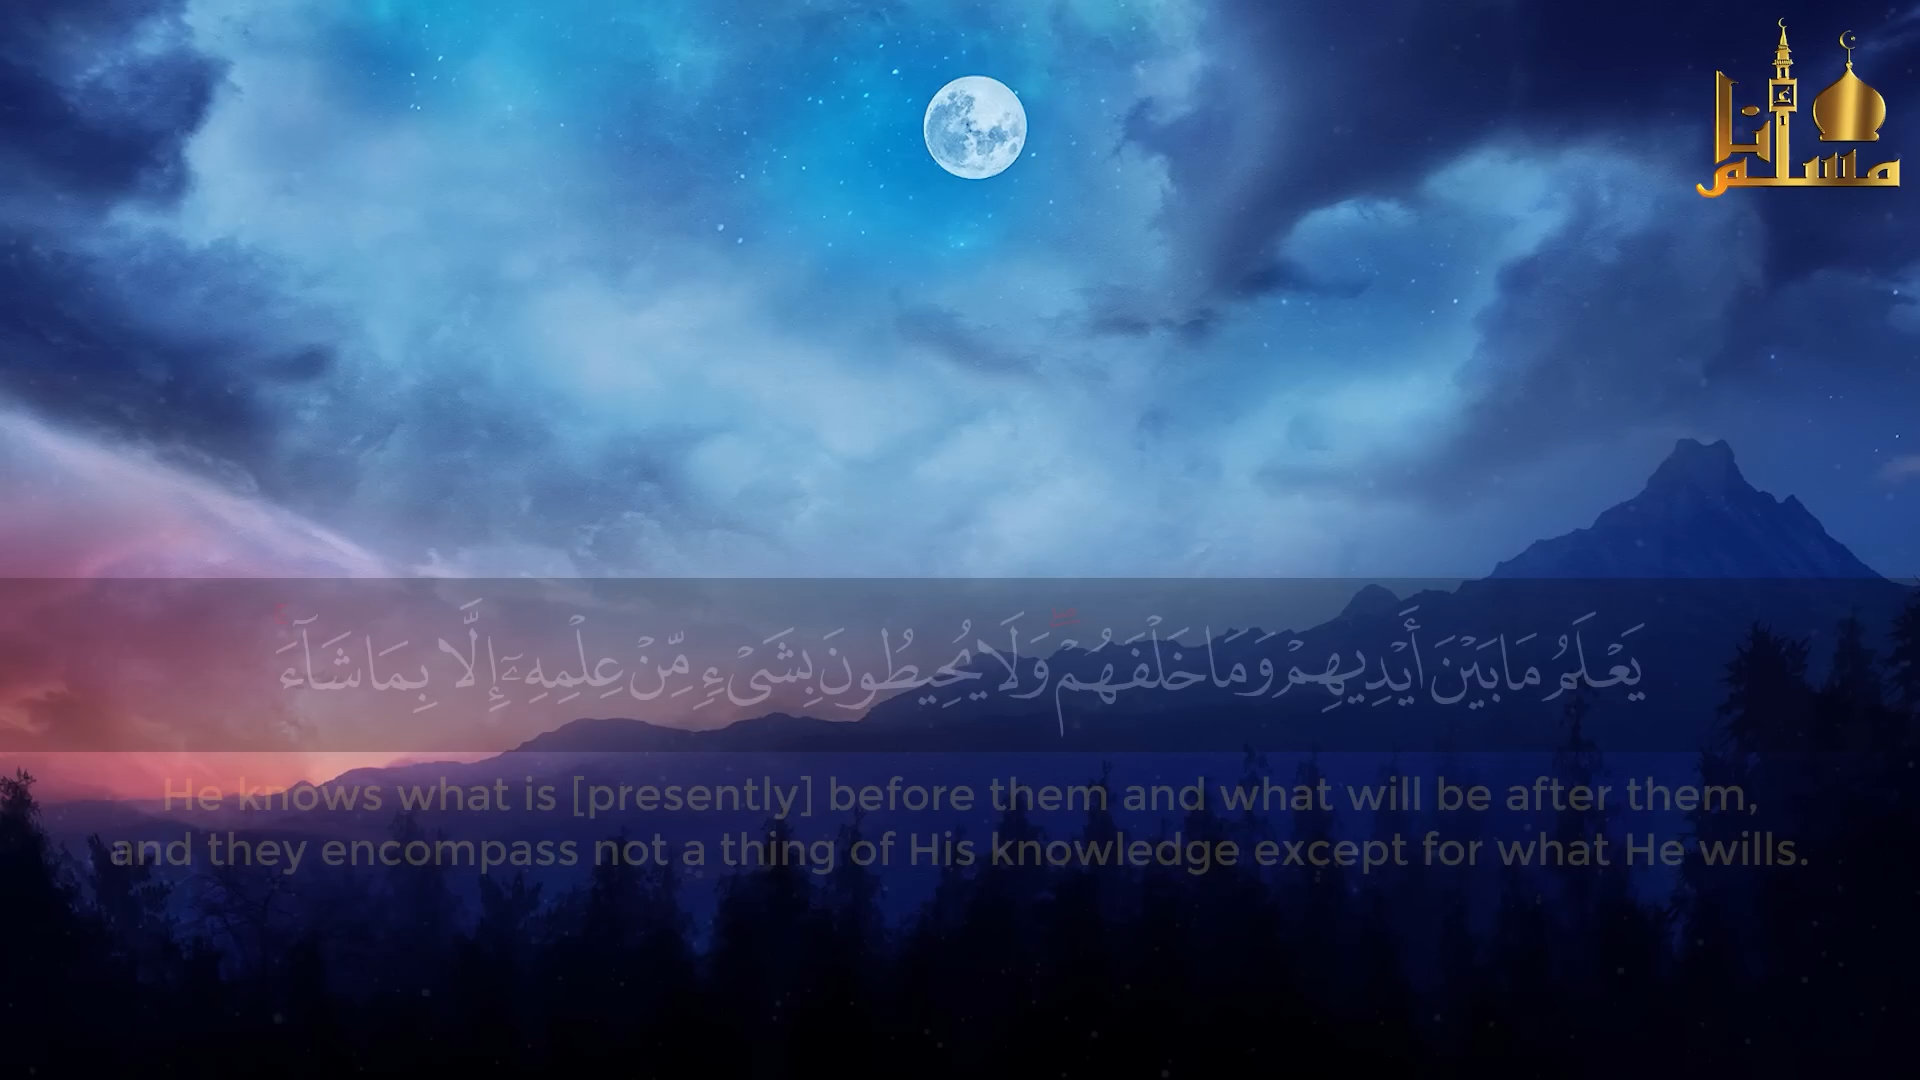 أنا
مسلم
يَعْلَمُ مَا بَيْنَ أَيْدِيهِمْ وَمَا خَلْفَهُمْ ۖ وَلَا يُحِيطُونَ بِشَىْءٍ مِّنْ عِلْمِهِۦٓ إِلَّا بِمَا شَآءَ ۚ
He knows what is [presently] before them and what will be after them,
and they encompass not a thing of His knowledge except for what He wills.